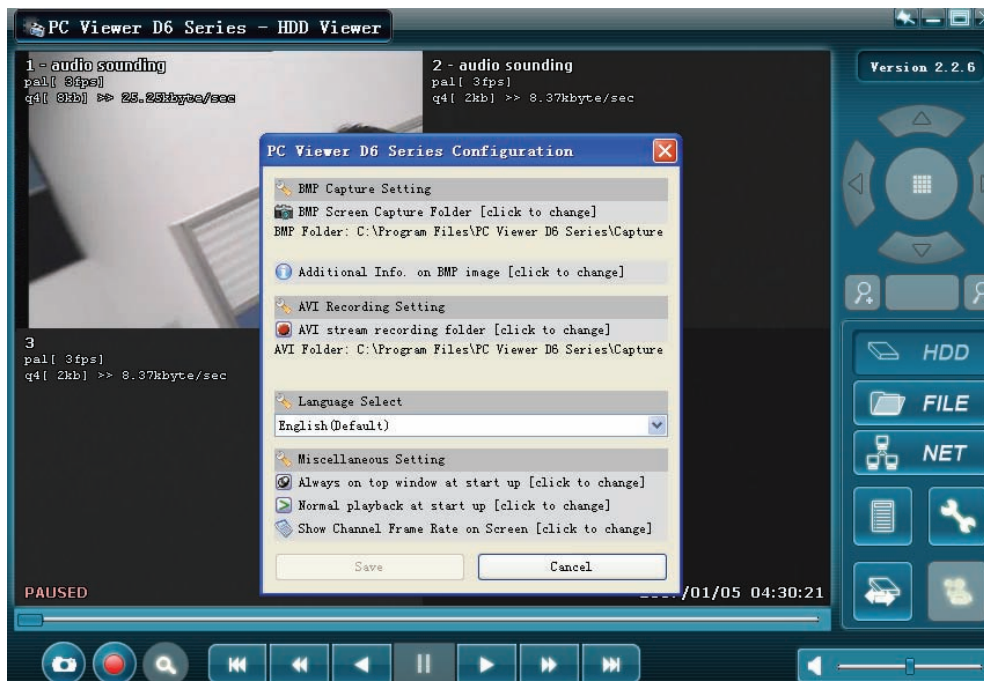 PC Viewer D6 Series - HDD Viewer
1 - audio sounding
pal[ 3fps]
q4[ 8kb] >> 25.25kbyte/sec
2 - audio sounding
pal[ 3fps]
q4[ 2kb] >> 8.37kbyte/sec
Version 2.2.6
PC Viewer D6 Series Configuration
BMP Capture Setting
BMP Screen Capture Folder [click to change]
BMP Folder: C:\Program Files\PC Viewer D6 Series\Capture
Additional Info. on BMP image [click to change]
AVI Recording Setting
AVI stream recording folder [click to change]
AVI Folder: C:\Program Files\PC Viewer D6 Series\Capture
Language Select
English(Default)
Miscellaneous Setting
Always on top window at start up [click to change]
Normal playback at start up [click to change]
Show Channel Frame Rate on Screen [click to change]
Save
Cancel
3
pal[ 3fps]
q4[ 2kb] >> 8.37kbyte/sec
HDD
FILE
NET
PAUSED
/01/05 04:30:21